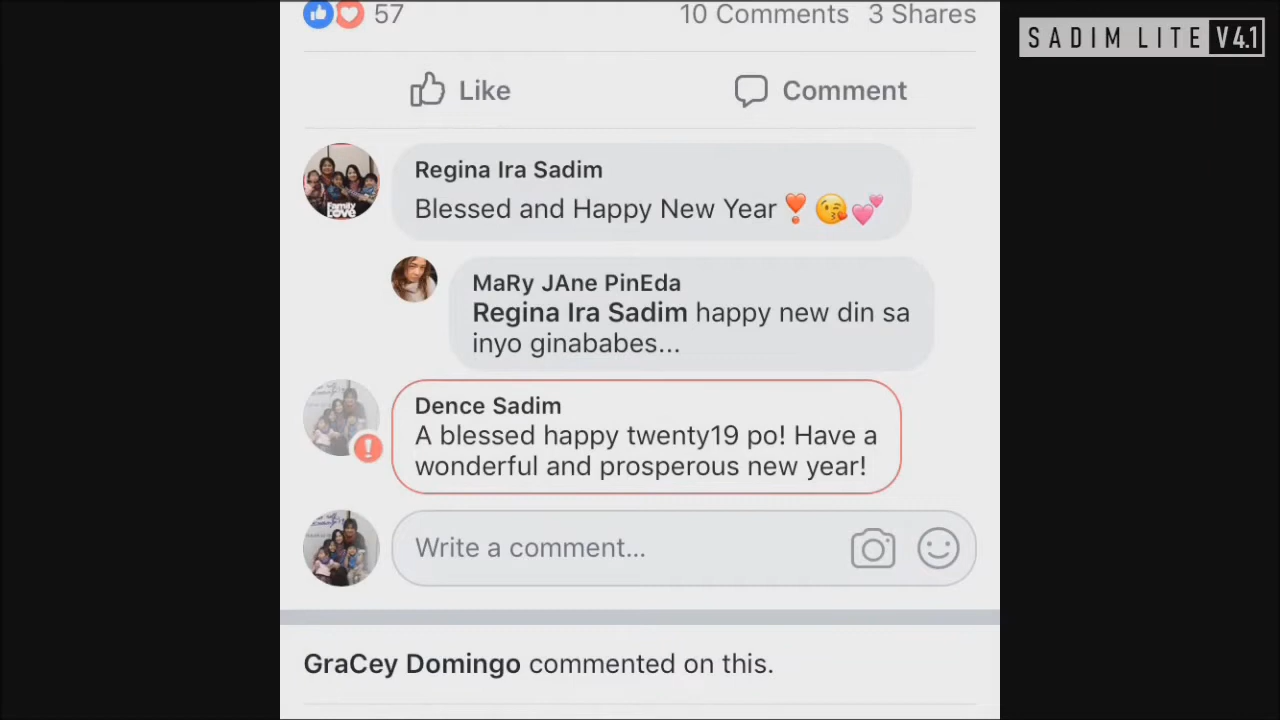 57 10 Comments 3 Shares
SADIM LITE V4.1
Like Comment
Regina Ira Sadim
Blessed and Happy New Year❣️😘💕
MaRy JAne PinEda
Regina Ira Sadim happy new din sa
inyo ginababes...
Dence Sadim
A blessed happy twenty19 po! Have a
wonderful and prosperous new year!
Write a comment...
GraCey Domingo commented on this.